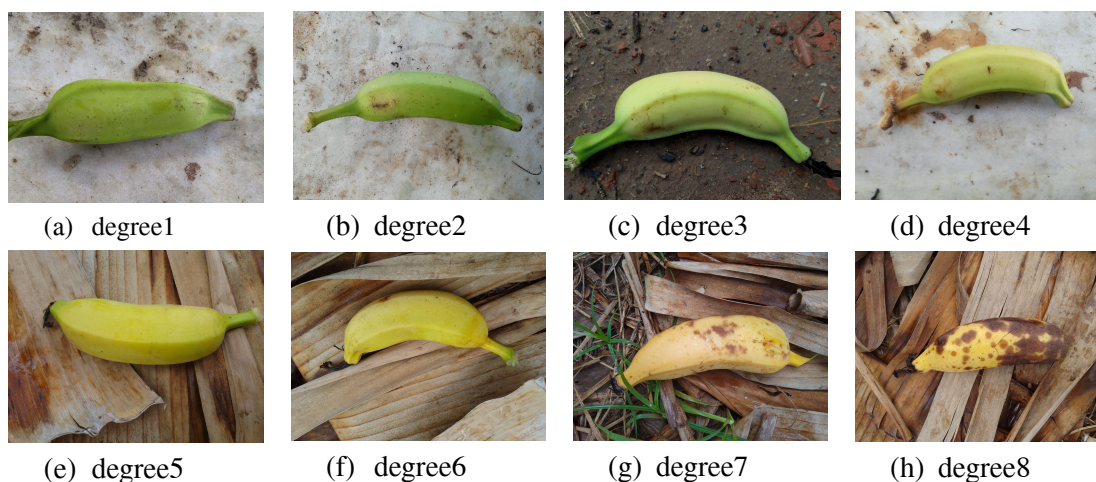 (a) degree1
(b) degree2
(c) degree3
(d) degree4
(e) degree5
(f) degree6
(g) degree7
(h) degree8